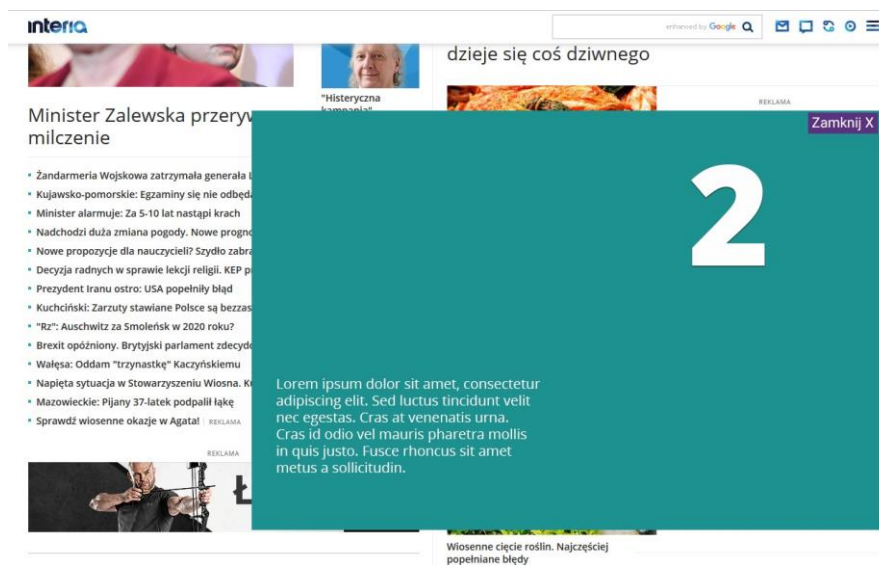 interia
enhanced by Google
dzieje się coś dziwnego
"Histeryczna
kampania"
REKLAMA
Minister Zalewska przeryw
milczenie
Zamknij X
2
Żandarmeria Wojskowa zatrzymała generała
Kujawsko-pomorskie: Egzaminy się nie odbęd
Minister alarmuje: Za 5-10 lat nastąpi krach
Nadchodzi duża zmiana pogody. Nowe progno
Nowe propozycje dla nauczycieli? Szydło zabra
Decyzja radnych w sprawie lekcji religii. KEP p
Prezydent Iranu ostro: USA popełniły błąd
Kuchciński: Zarzuty stawiane Polsce są bezzas
"Rz": Auschwitz za Smoleńsk w 2020 roku?
Brexit opóźniony. Brytyjski parlament zdecyd
Wałęsa: Oddam "trzynastkę" Kaczyńskiemu
Napięta sytuacja w Stowarzyszeniu Wiosna. K
Mazowieckie: Pijany 37-latek podpalił łąkę
Sprawdź wiosenne okazje w Agata! | REKLAMA
Lorem ipsum dolor sit amet, consectetur
adipiscing elit. Sed luctus tincidunt velit
nec egestas. Cras at venenatis urna.
Cras id odio vel mauris pharetra mollis
in quis justo. Fusce rhoncus sit amet
metus a sollicitudin.
REKLAMA
Ł
Wiosenne cięcie roślin. Najczęściej
popełniane błędy